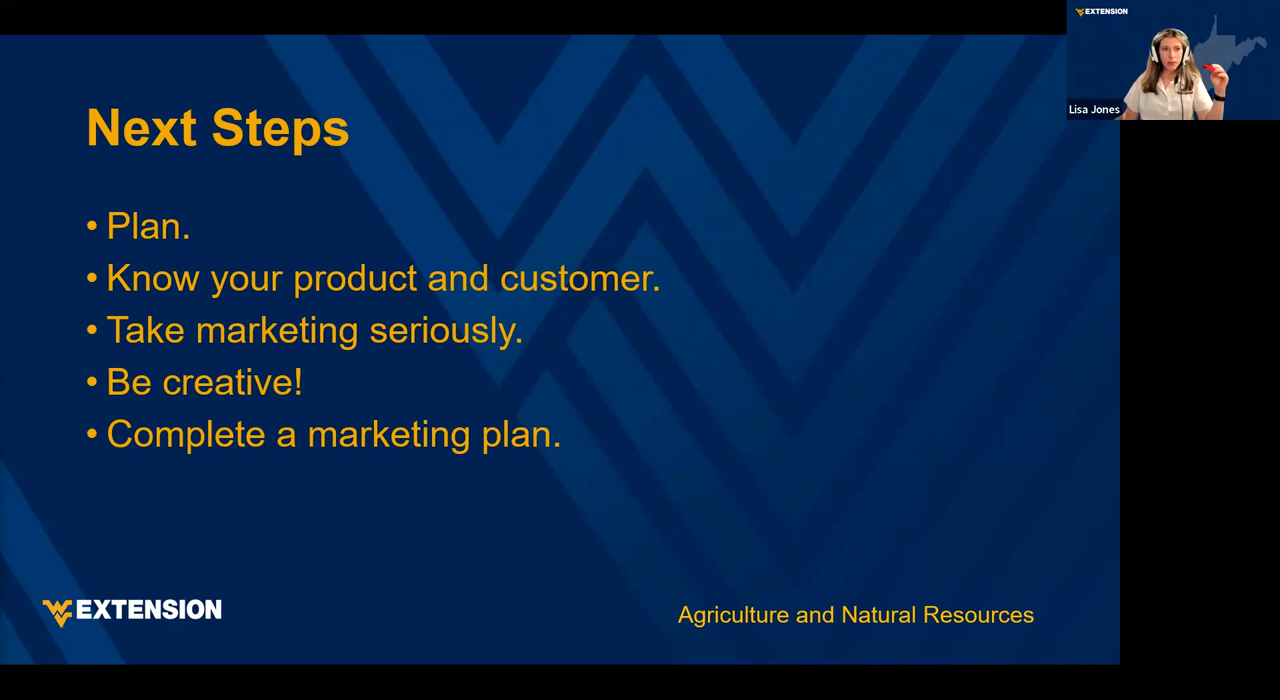 EXTENSION
Lisa Jones
Next Steps
• Plan.
• Know your product and customer.
• Take marketing seriously.
• Be creative!
• Complete a marketing plan.
EXTENSION
Agriculture and Natural Resources